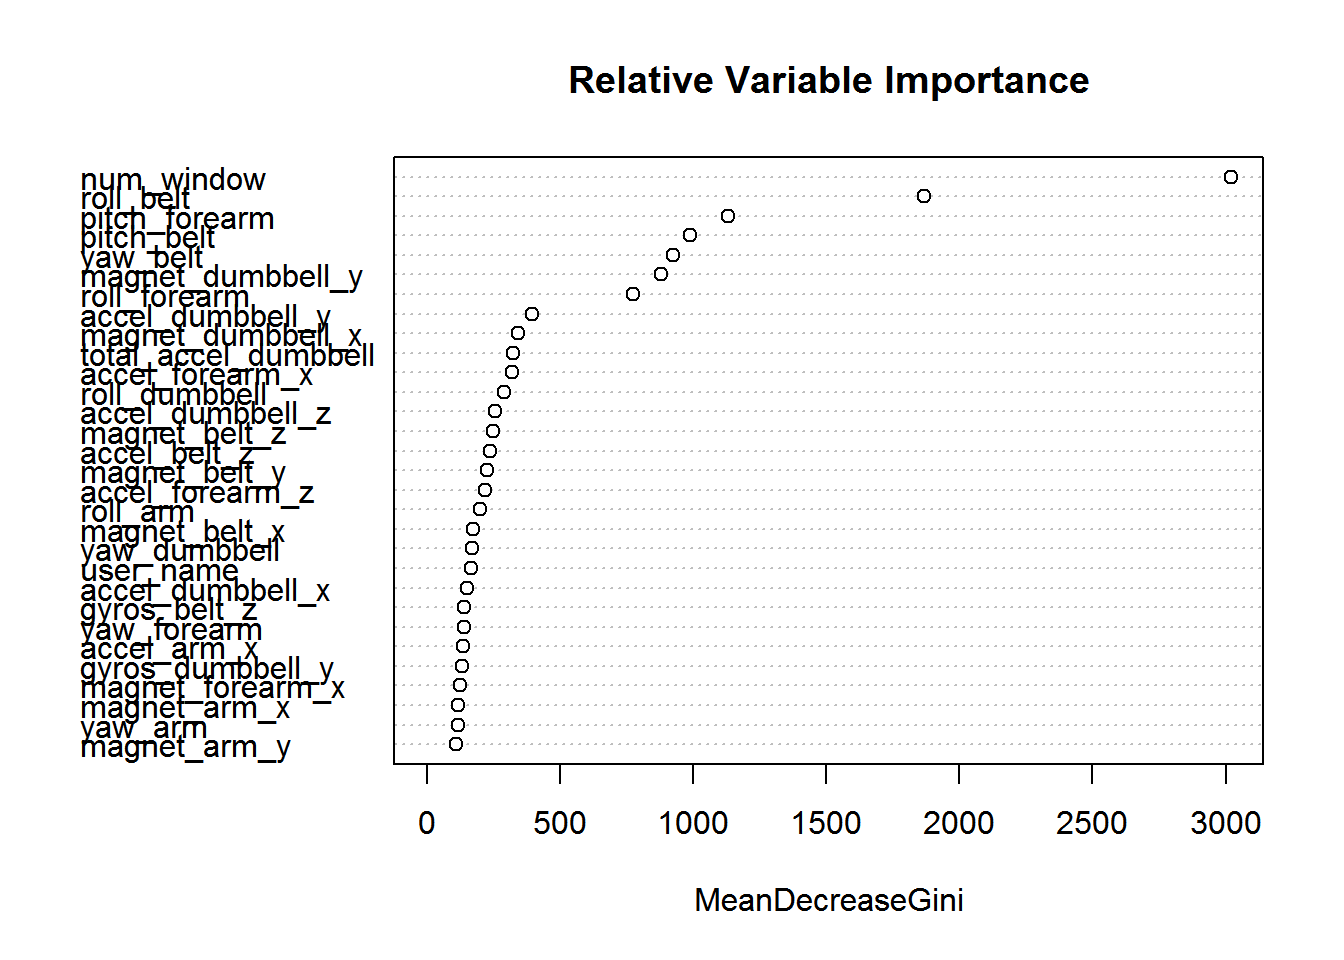 Relative Variable Importance
num_window
roll_belt
pitch_forearm
pitch_belt
yaw_belt
magnet_dumbbell_y
roll_forearm
accel_dumbbell_y
magnet_dumbbell_x
total_accel_dumbbell
accel_forearm_x
roll_dumbbell
accel_dumbbell_z
magnet_belt_z
accel_belt_z
magnet_belt_y
accel_forearm_z
roll_arm
magnet_belt_x
yaw_dumbbell
user_name
accel_dumbbell_x
gyros_belt_z
yaw_forearm
accel_arm_x
gyros_dumbbell_y
magnet_forearm_x
magnet_arm_x
yaw_arm
magnet_arm_y
0 500 1000 1500 2000 2500 3000
MeanDecreaseGini